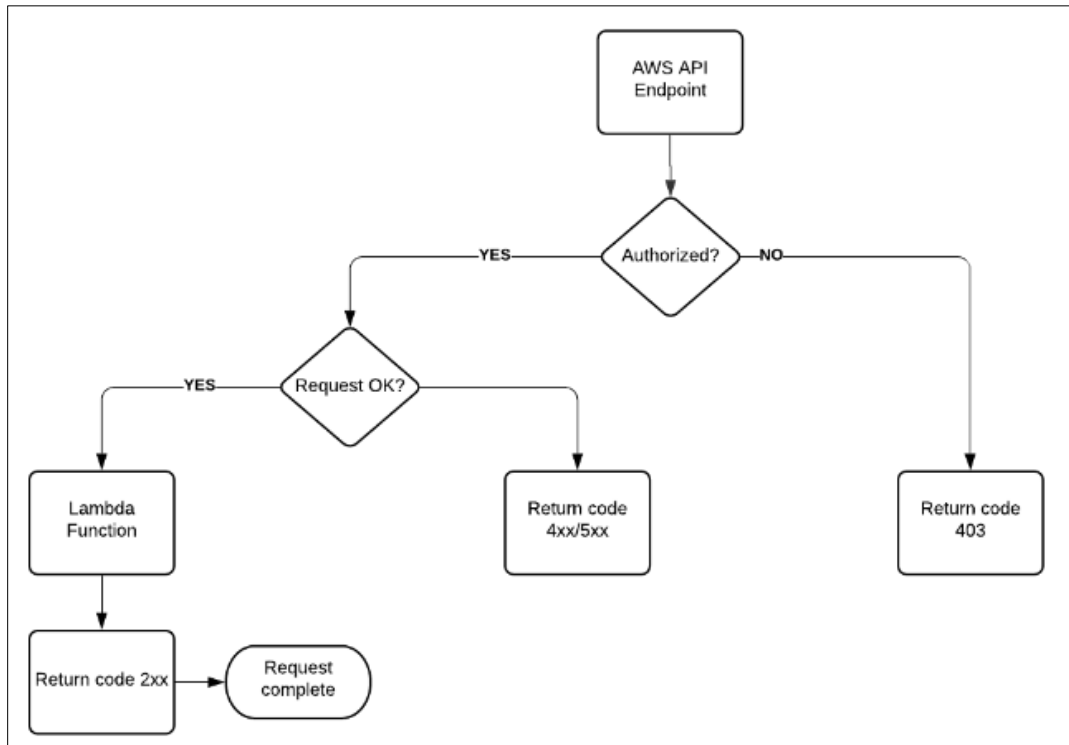 AWS API
Endpoint
Authorized?
YES
NO
Request OK?
YES
Lambda
Function
Return code
4xx/5xx
Return code
403
Return code 2xx
Request
complete